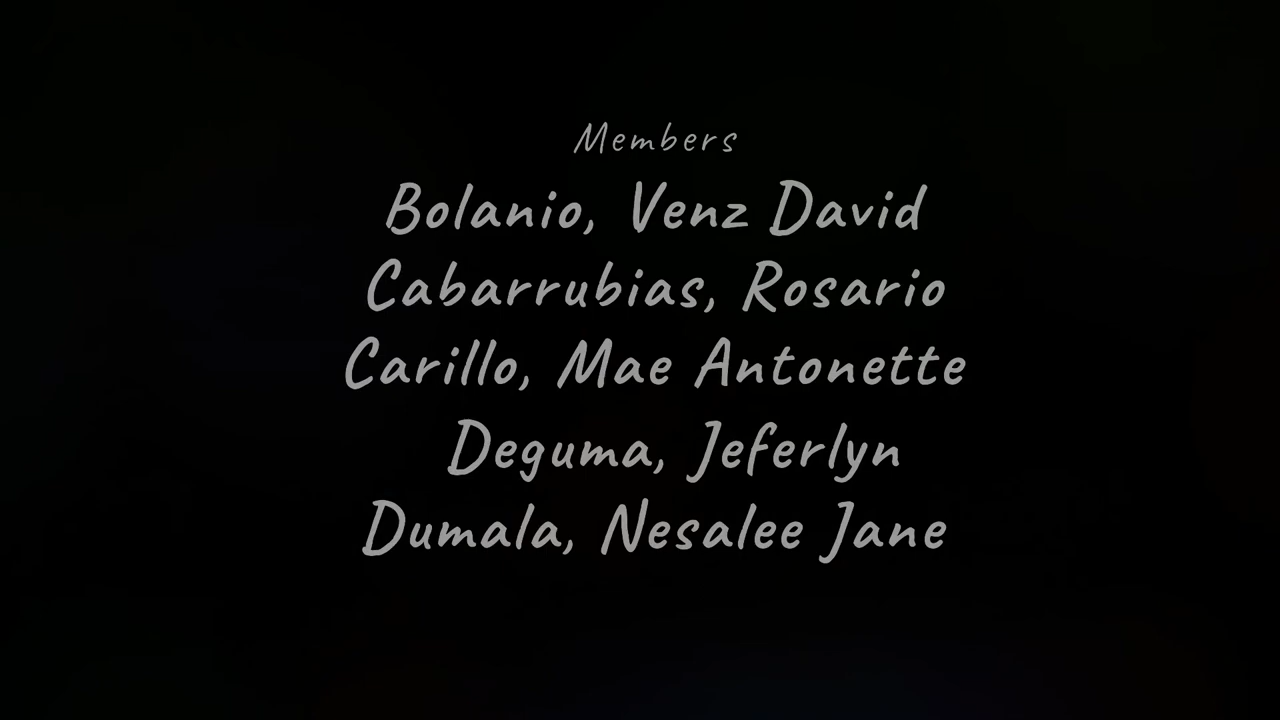 Members
Bolanio, Venz David
Cabarrubias, Rosario
Carillo, Mae Antonette
Deguma, Jeferlyn
Dumala, Nesalee Jane